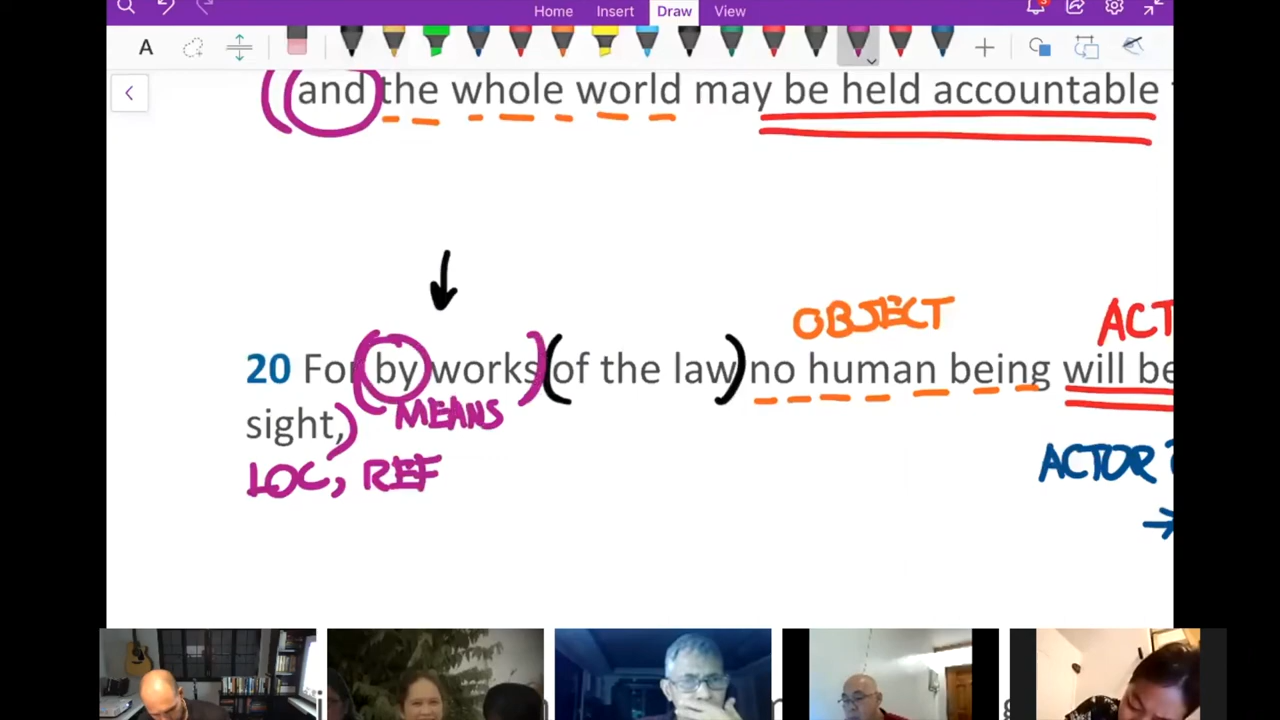 Home Insert Draw View
A
and the whole world may be held accountable
OBJECT ACT
20 For by works of the law no human being will be
MEANS
sight,
LOC, REF
ACTOR